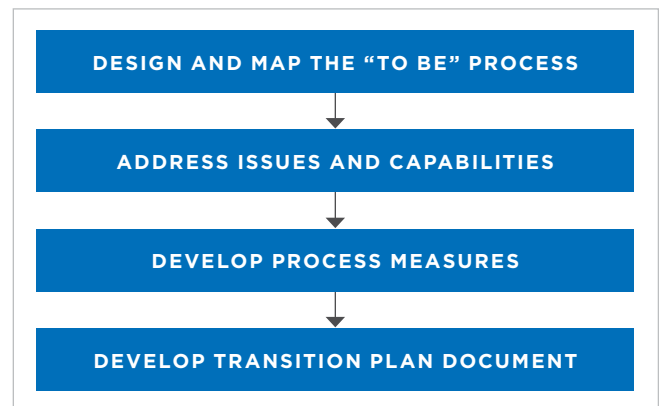 DESIGN AND MAP THE “TO BE” PROCESS
ADDRESS ISSUES AND CAPABILITIES
DEVELOP PROCESS MEASURES
DEVELOP TRANSITION PLAN DOCUMENT